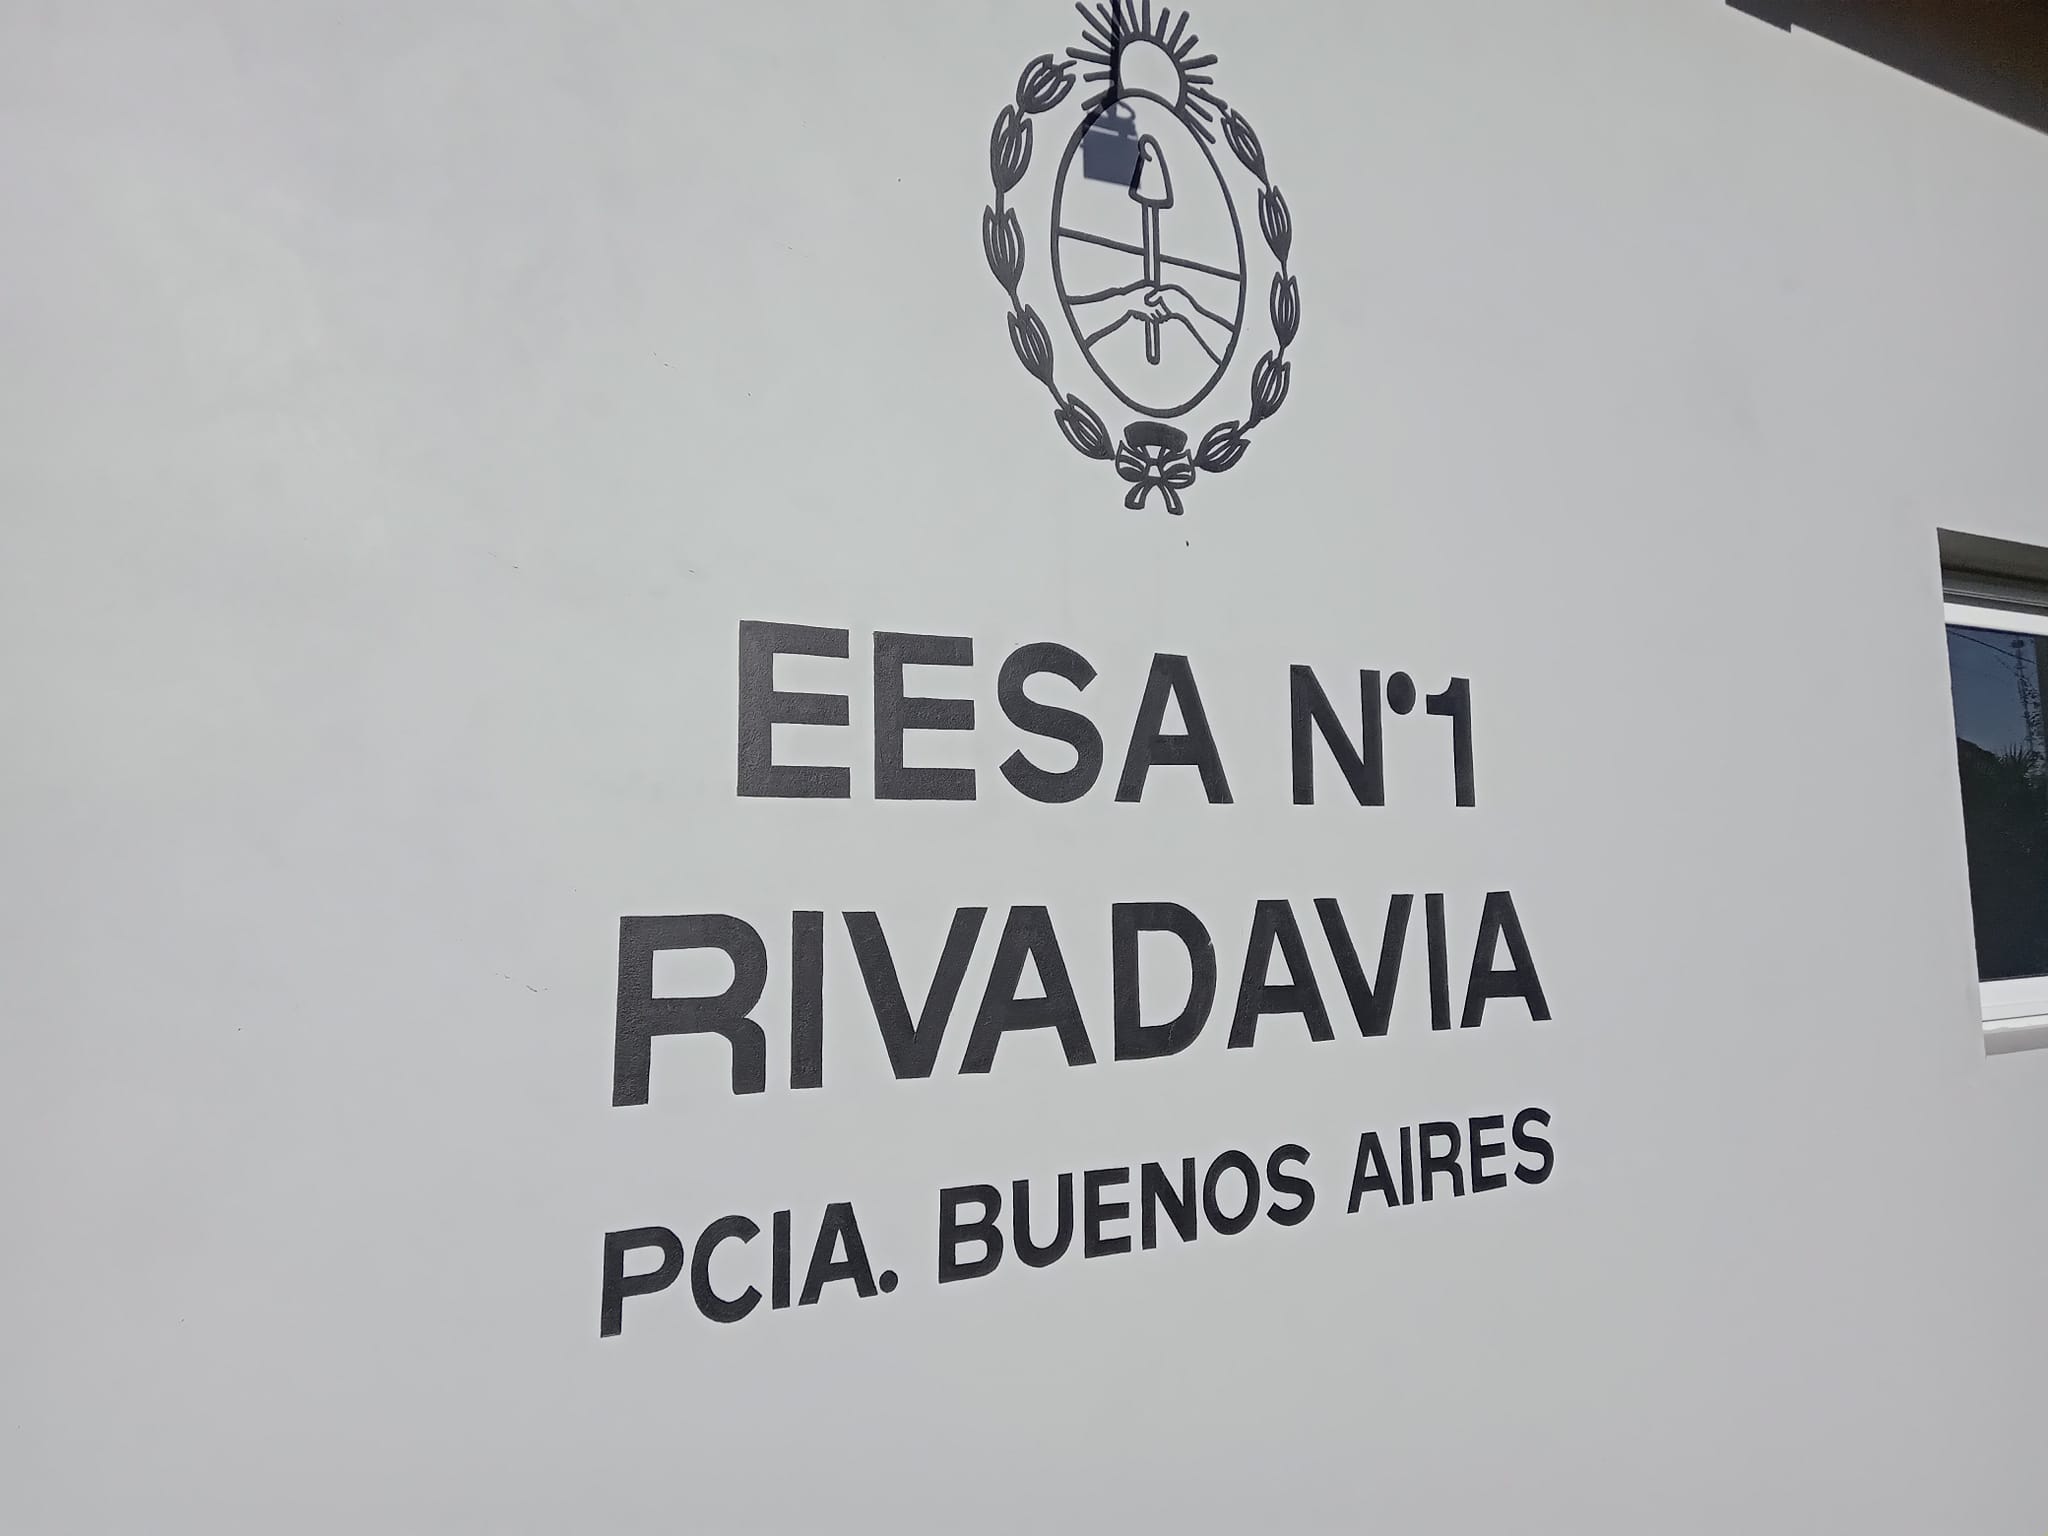 EESA N°1
RIVADAVIA
PCIA. BUENOS AIRES